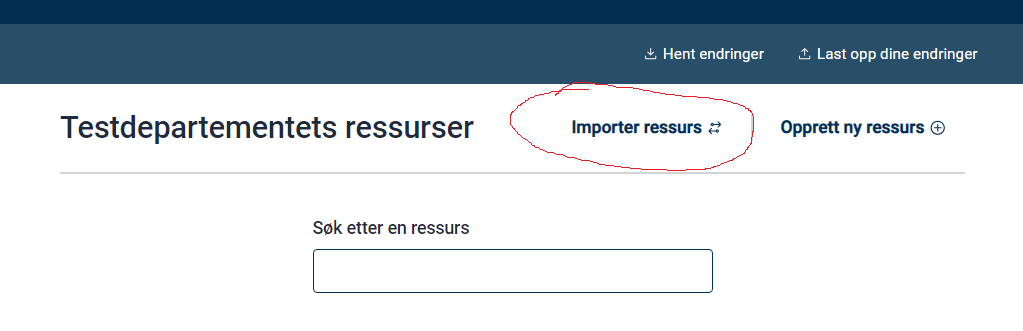 Hent endringer
Last opp dine endringer
Testdepartementets ressurser
Importer ressurs
Opprett ny ressurs
Søk etter en ressurs